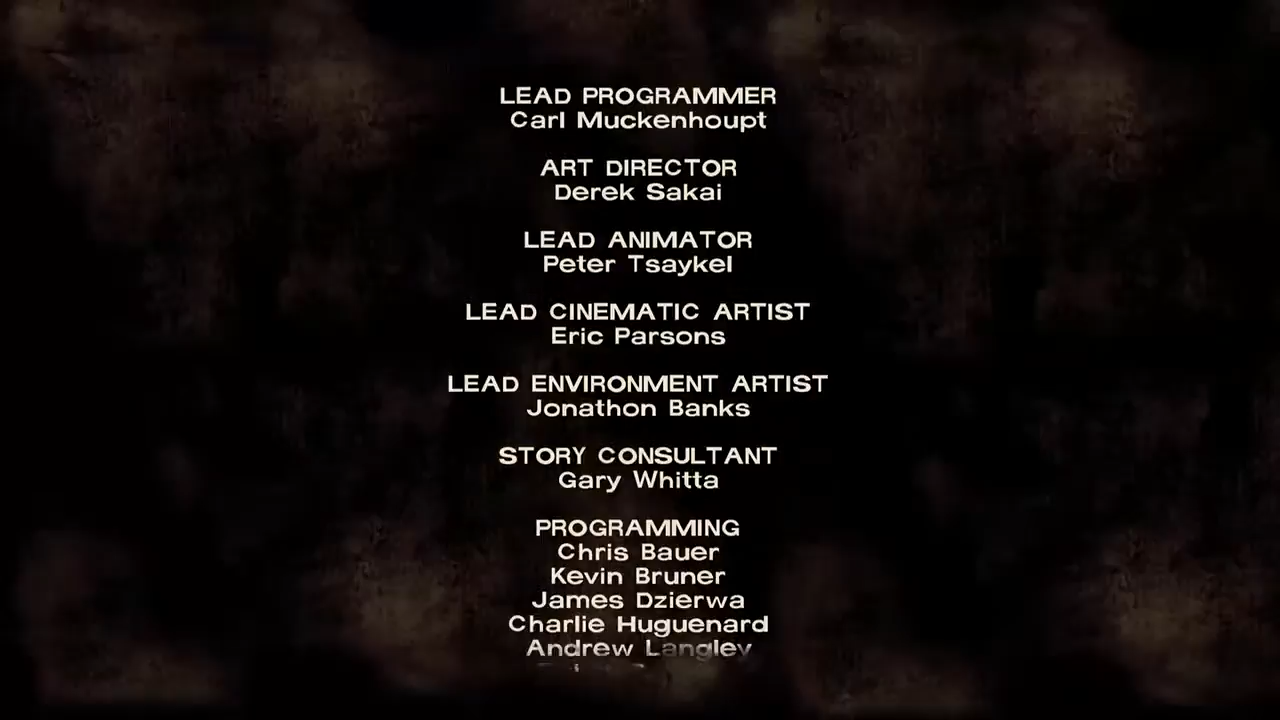 LEAD PROGRAMMER
Carl Muckenhoupt
ART DIRECTOR
Derek Sakai
LEAD ANIMATOR
Peter Tsaykel
LEAD CINEMATIC ARTIST
Eric Parsons
LEAD ENVIRONMENT ARTIST
Jonathon Banks
STORY CONSULTANT
Gary Whitta
PROGRAMMING
Chris Bauer
Kevin Bruner
James Dzierwa
Charlie Huguenard
Andrew Langley